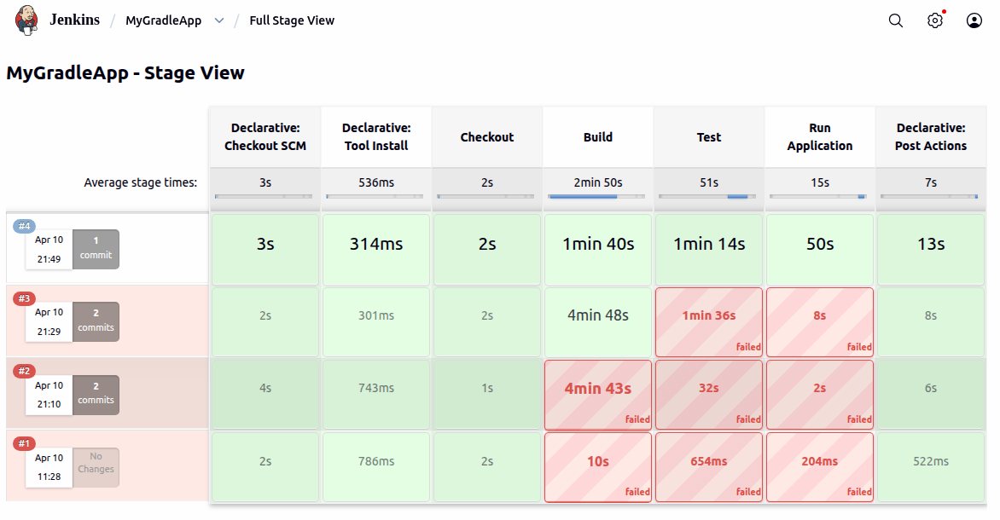 Jenkins / MyGradleApp / Full Stage View
MyGradleApp - Stage View
Declarative: Checkout SCM
Declarative: Tool Install
Checkout
Build
Test
Run Application
Declarative: Post Actions
Average stage times:
3s
536ms
2s
2min 50s
51s
15s
7s
#4
Apr 10
21:49
1
commit
3s
314ms
2s
1min 40s
1min 14s
50s
13s
#3
Apr 10
21:29
2
commits
2s
301ms
2s
4min 48s
1min 36s
failed
8s
failed
8s
#2
Apr 10
21:10
2
commits
4s
743ms
1s
4min 43s
failed
32s
failed
2s
failed
6s
#1
Apr 10
11:28
No
Changes
2s
786ms
2s
10s
failed
654ms
failed
204ms
failed
522ms